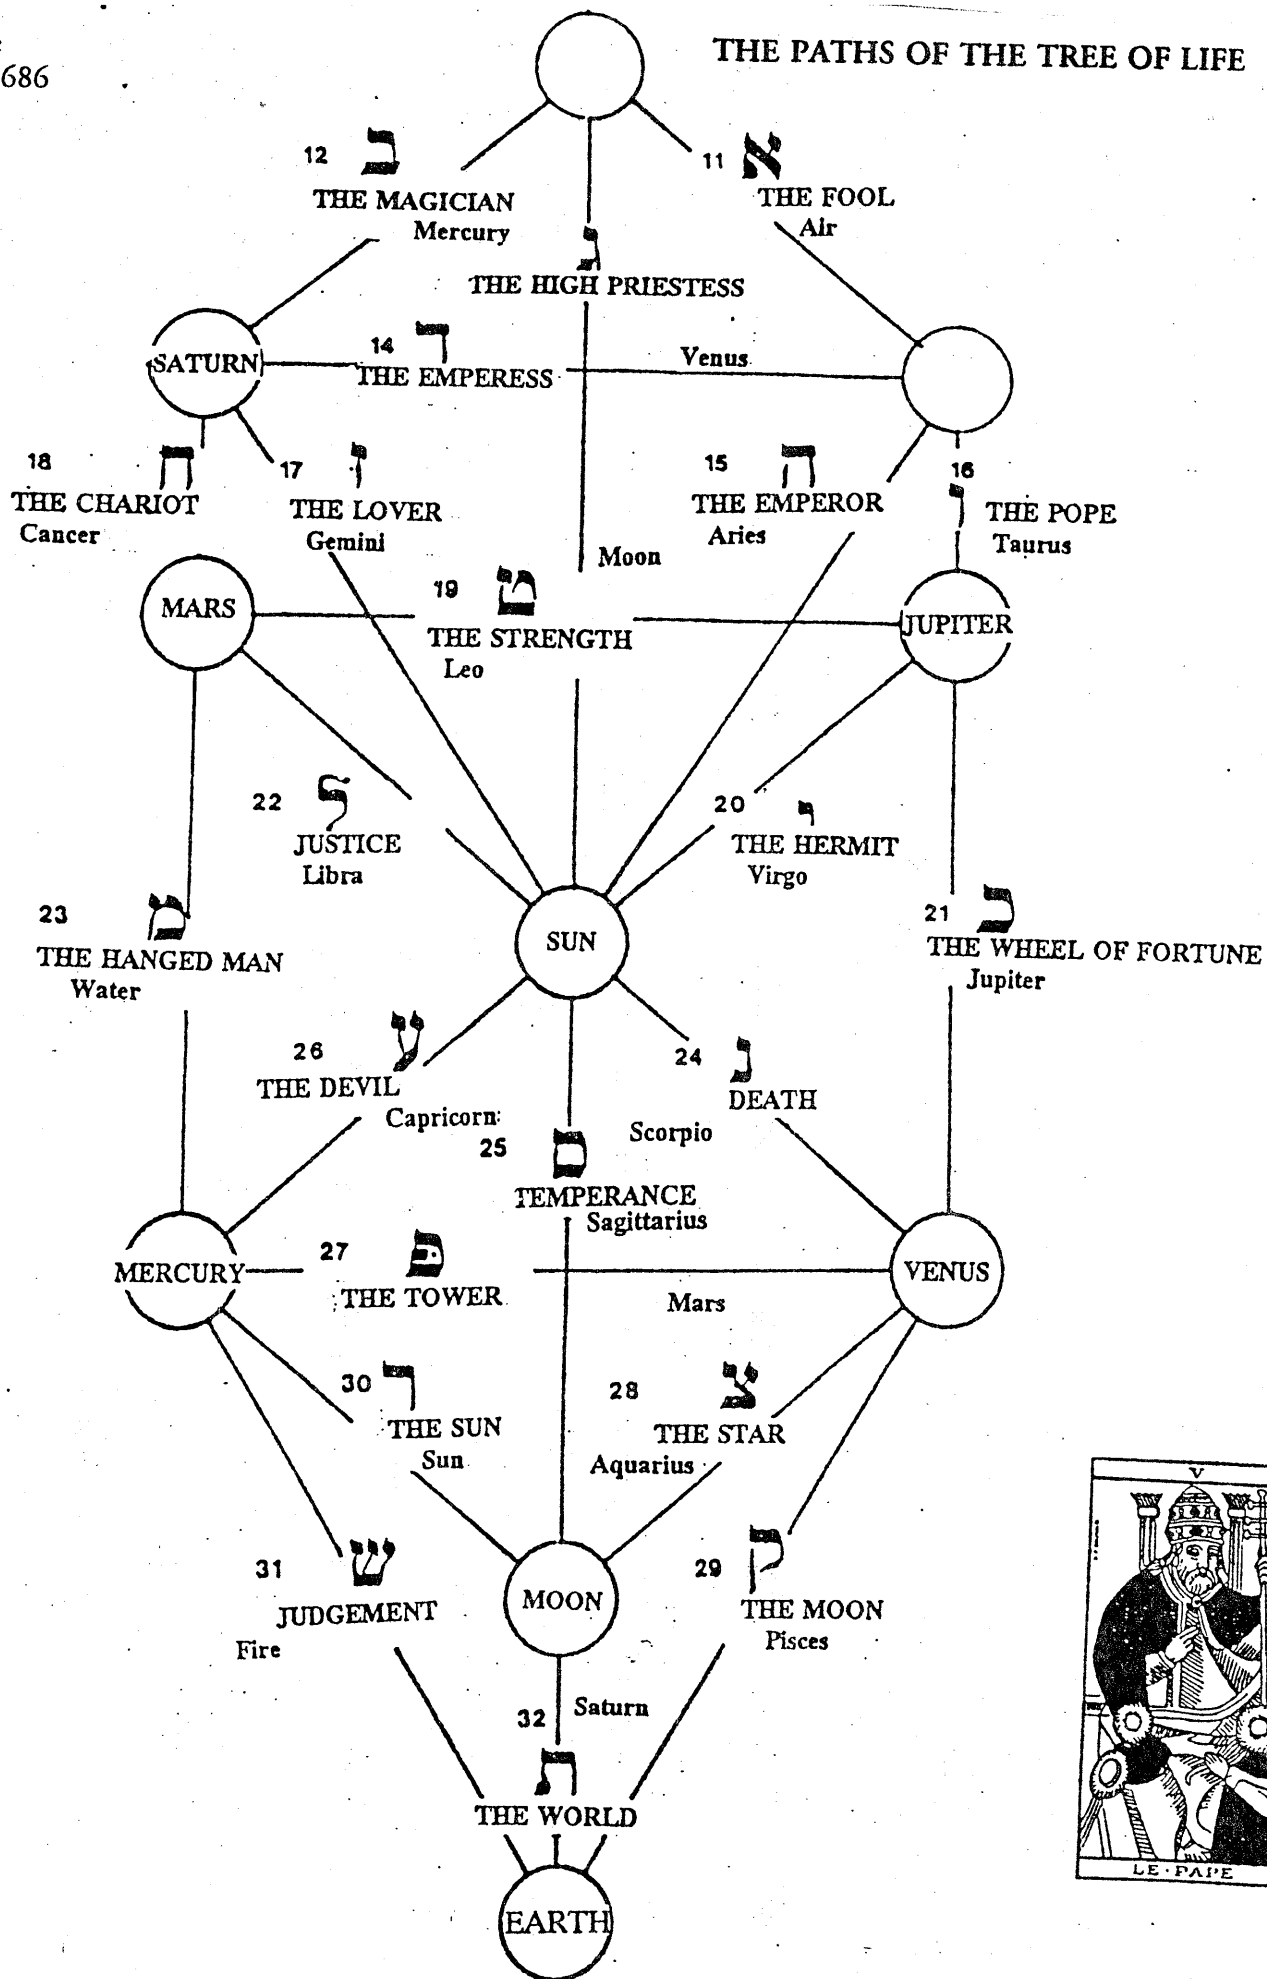 686
THE PATHS OF THE TREE OF LIFE
12 כ
THE MAGICIAN
Mercury
11 א
THE FOOL
Air
ג
THE HIGH PRIESTESS
SATURN
14 ד
THE EMPERESS
Venus
18 ח
THE CHARIOT
Cancer
17 ז
THE LOVER
Gemini
15 ה
THE EMPEROR
Aries
16
ו
THE POPE
Taurus
Moon
MARS
19 ט
THE STRENGTH
Leo
JUPITER
22 ל
JUSTICE
Libra
20 י
THE HERMIT
Virgo
23 מ
THE HANGED MAN
Water
SUN
21 כ
THE WHEEL OF FORTUNE
Jupiter
26 ע
THE DEVIL
Capricorn
24 נ
DEATH
Scorpio
25 ם
TEMPERANCE
Sagittarius
MERCURY
27 פּ
THE TOWER
Mars
VENUS
30 ר
THE SUN
Sun
28 צ
THE STAR
Aquarius
31 ש
JUDGEMENT
Fire
MOON
29 ק
THE MOON
Pisces
32 Saturn
ת
THE WORLD
EARTH
V
LE·PAPE